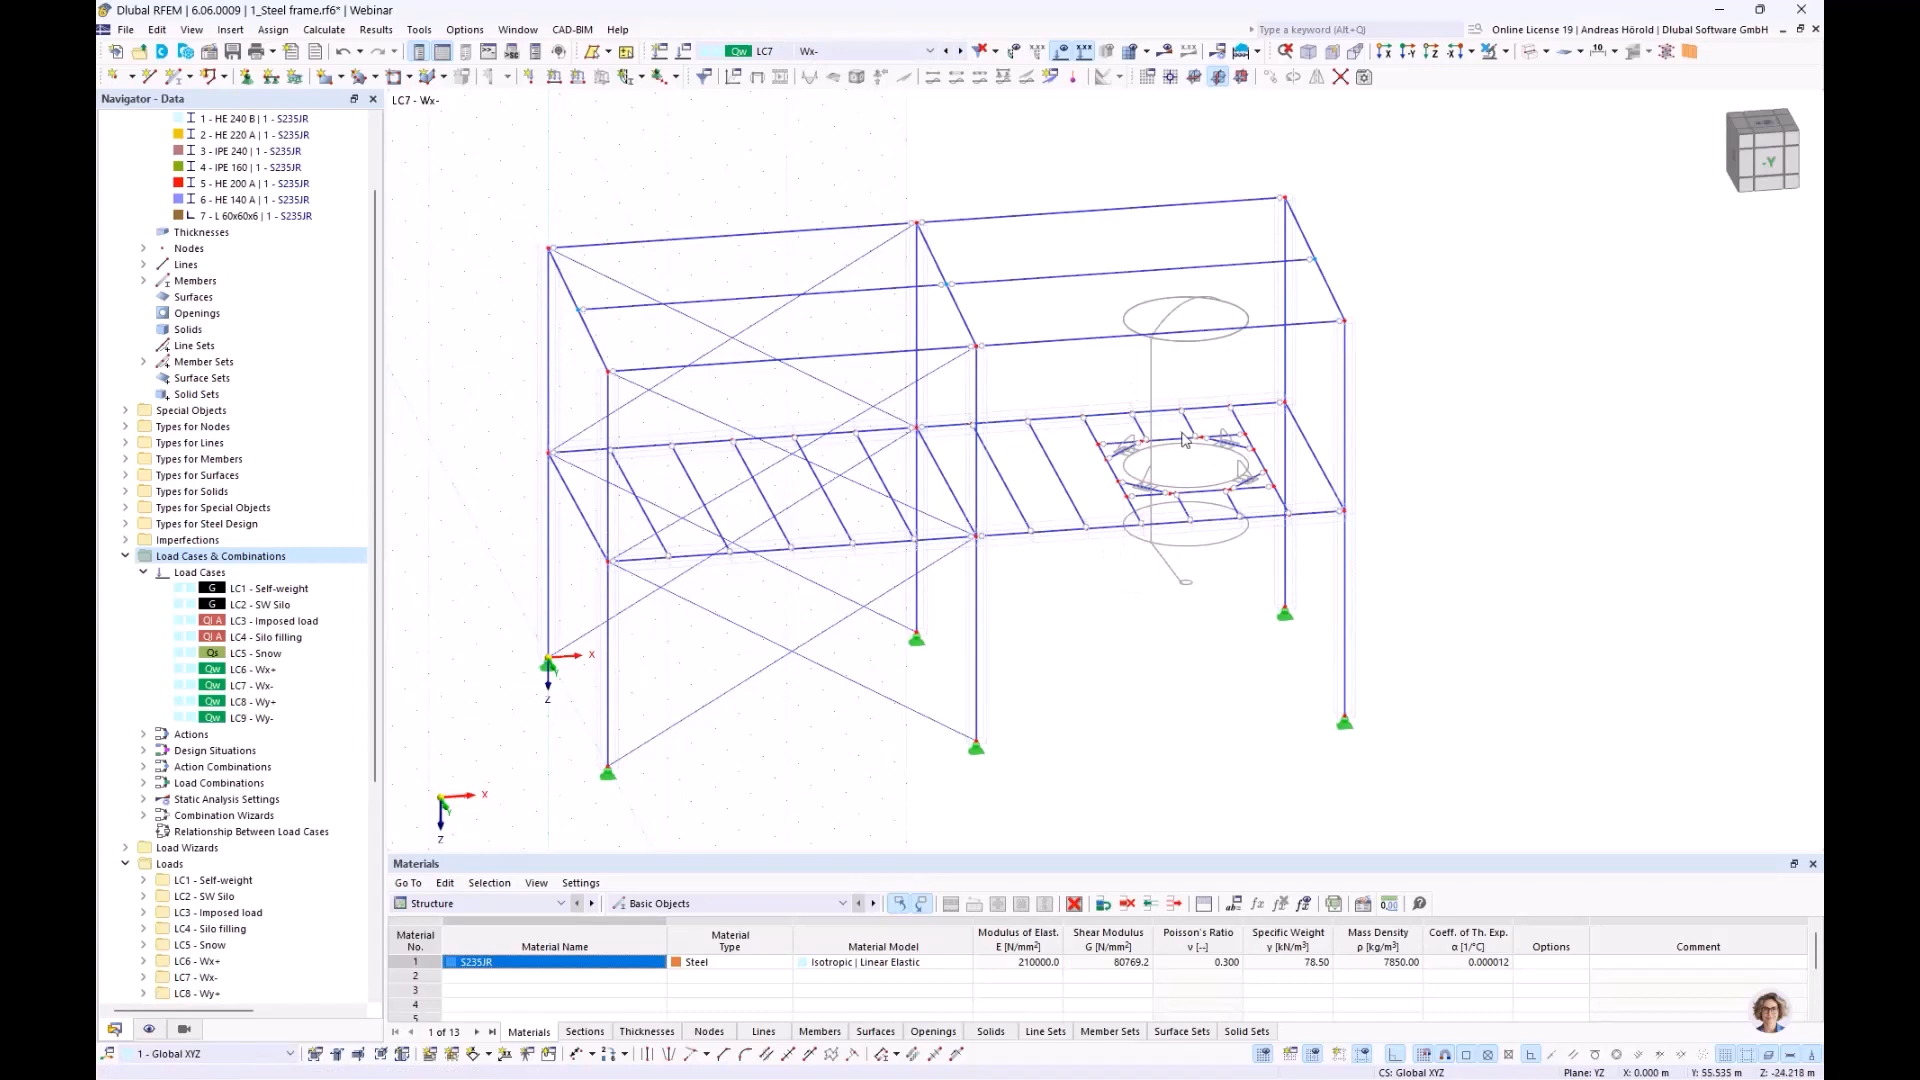 Dlubal RFEM | 6.06.0009 | 1_Steel frame.rf6* | Webinar
File Edit View Insert Assign Calculate Results Tools Options Window CAD-BIM Help
Type a keyword (Alt+Q)
Online License 19 | Andreas Hörold | Dlubal Software GmbH
Qw LC7 Wx-
Navigator - Data
1 - HE 240 B | 1 - S235JR
2 - HE 220 A | 1 - S235JR
3 - IPE 240 | 1 - S235JR
4 - IPE 160 | 1 - S235JR
5 - HE 200 A | 1 - S235JR
6 - HE 140 A | 1 - S235JR
7 - L 60x60x6 | 1 - S235JR
Thicknesses
Nodes
Lines
Members
Surfaces
Openings
Solids
Line Sets
Member Sets
Surface Sets
Solid Sets
Special Objects
Types for Nodes
Types for Lines
Types for Members
Types for Surfaces
Types for Solids
Types for Special Objects
Types for Steel Design
Imperfections
Load Cases & Combinations
Load Cases
G LC1 - Self-weight
G LC2 - SW Silo
QI A LC3 - Imposed load
QI A LC4 - Silo filling
Qs LC5 - Snow
Qw LC6 - Wx+
Qw LC7 - Wx-
Qw LC8 - Wy+
Qw LC9 - Wy-
Actions
Design Situations
Action Combinations
Load Combinations
Static Analysis Settings
Combination Wizards
Relationship Between Load Cases
Load Wizards
Loads
LC1 - Self-weight
LC2 - SW Silo
LC3 - Imposed load
LC4 - Silo filling
LC5 - Snow
LC6 - Wx+
LC7 - Wx-
LC8 - Wy+
LC7 - Wx-
-Y
X
Y
Z
X
Y
Z
Materials
Go To Edit Selection View Settings
Structure
Basic Objects
Material No. Material Name Material Type Material Model Modulus of Elast. E [N/mm²] Shear Modulus G [N/mm²] Poisson's Ratio ν [--] Specific Weight γ [kN/m³] Mass Density ρ [kg/m³] Coeff. of Th. Exp. α [1/°C] Options Comment
1 S235JR Steel Isotropic | Linear Elastic 210000.0 80769.2 0.300 78.50 7850.00 0.000012
2
3
4
5
1 of 13 Materials Sections Thicknesses Nodes Lines Members Surfaces Openings Solids Line Sets Member Sets Surface Sets Solid Sets
1 - Global XYZ
CS: Global XYZ Plane: YZ X: 0.000 m Y: 55.535 m Z: -24.218 m